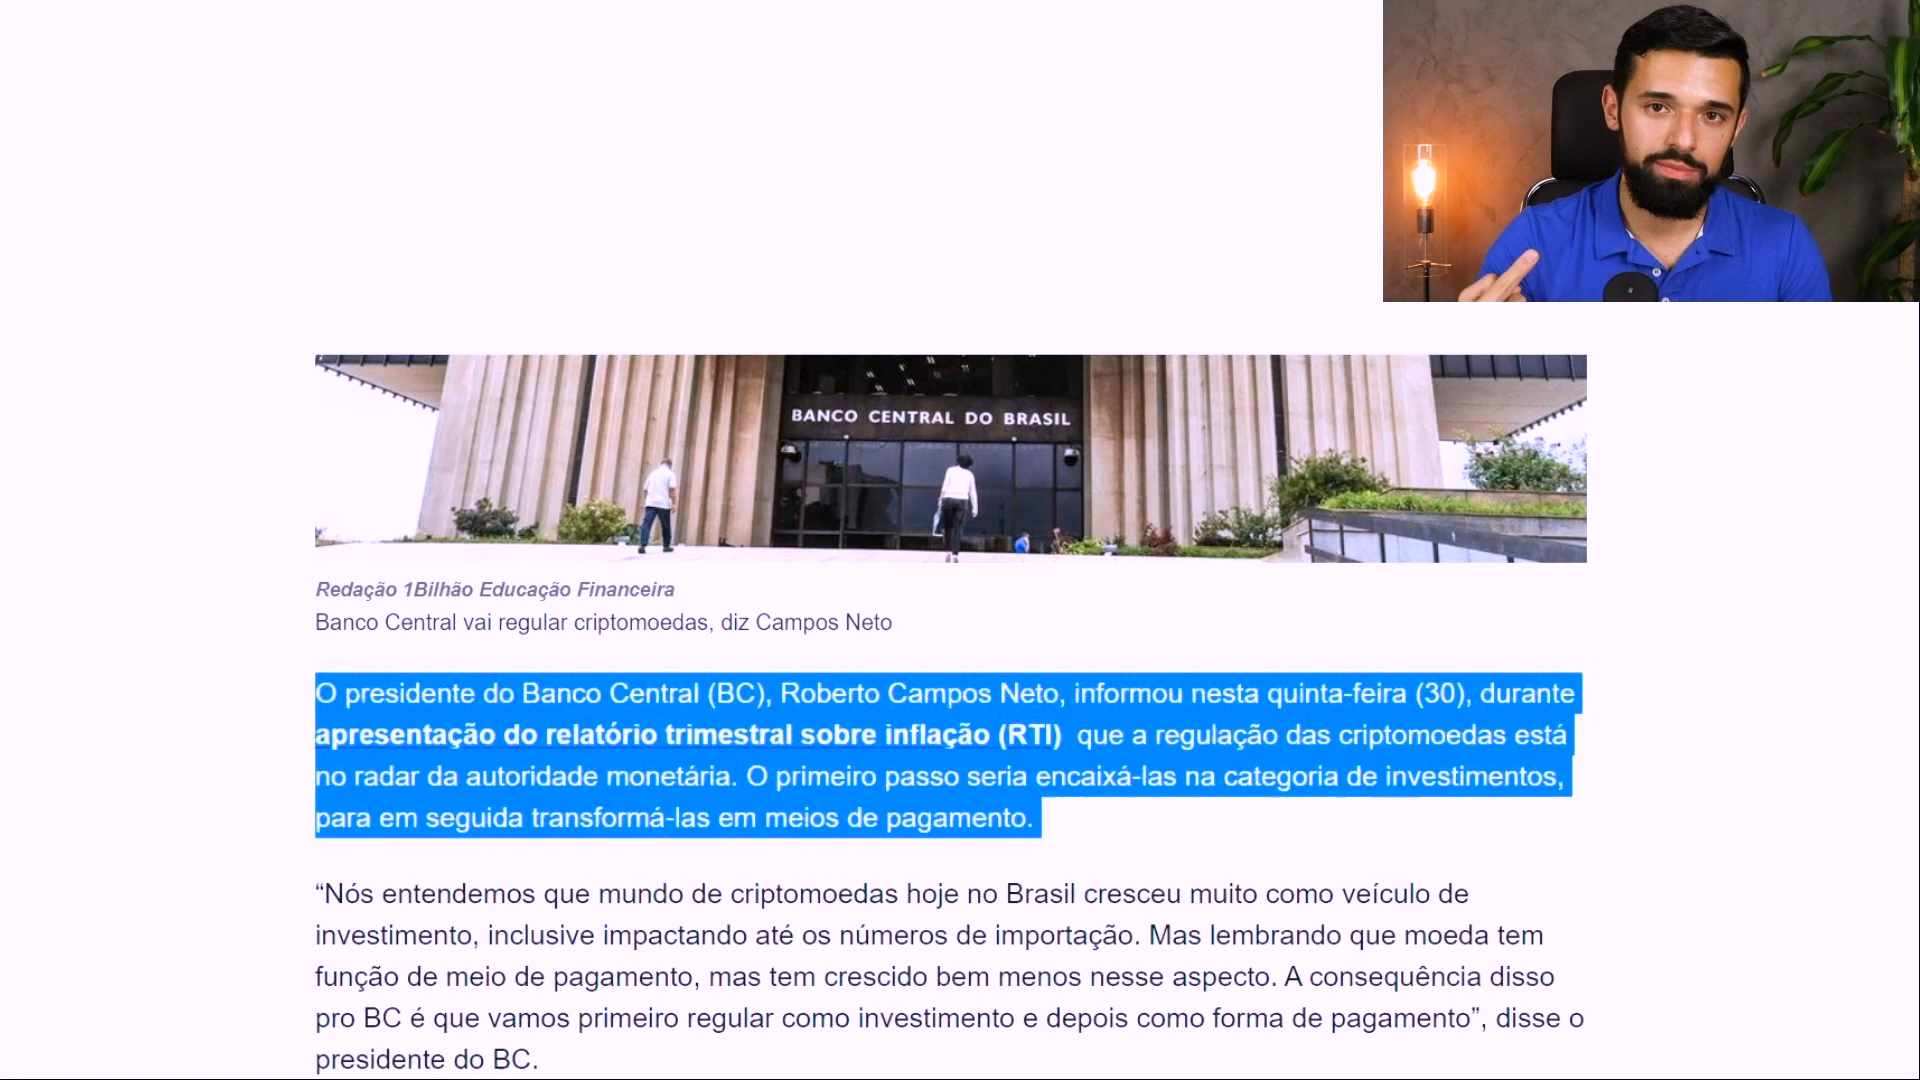 BANCO CENTRAL DO BRASIL
Redação 1Bilhão Educação Financeira
Banco Central vai regular criptomoedas, diz Campos Neto
O presidente do Banco Central (BC), Roberto Campos Neto, informou nesta quinta-feira (30), durante
apresentação do relatório trimestral sobre inflação (RTI) que a regulação das criptomoedas está
no radar da autoridade monetária. O primeiro passo seria encaixá-las na categoria de investimentos,
para em seguida transformá-las em meios de pagamento.
“Nós entendemos que mundo de criptomoedas hoje no Brasil cresceu muito como veículo de
investimento, inclusive impactando até os números de importação. Mas lembrando que moeda tem
função de meio de pagamento, mas tem crescido bem menos nesse aspecto. A consequência disso
pro BC é que vamos primeiro regular como investimento e depois como forma de pagamento”, disse o
presidente do BC.